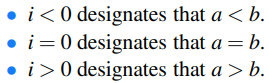 • i < 0 designates that a < b.
• i = 0 designates that a = b.
• i > 0 designates that a > b.